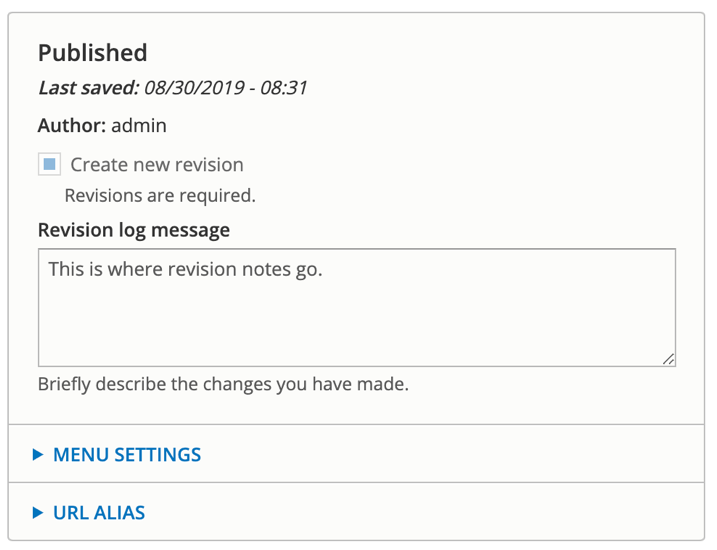 Published
Last saved: 08/30/2019 - 08:31
Author: admin
Create new revision
Revisions are required.
Revision log message
This is where revision notes go.
Briefly describe the changes you have made.
MENU SETTINGS
URL ALIAS